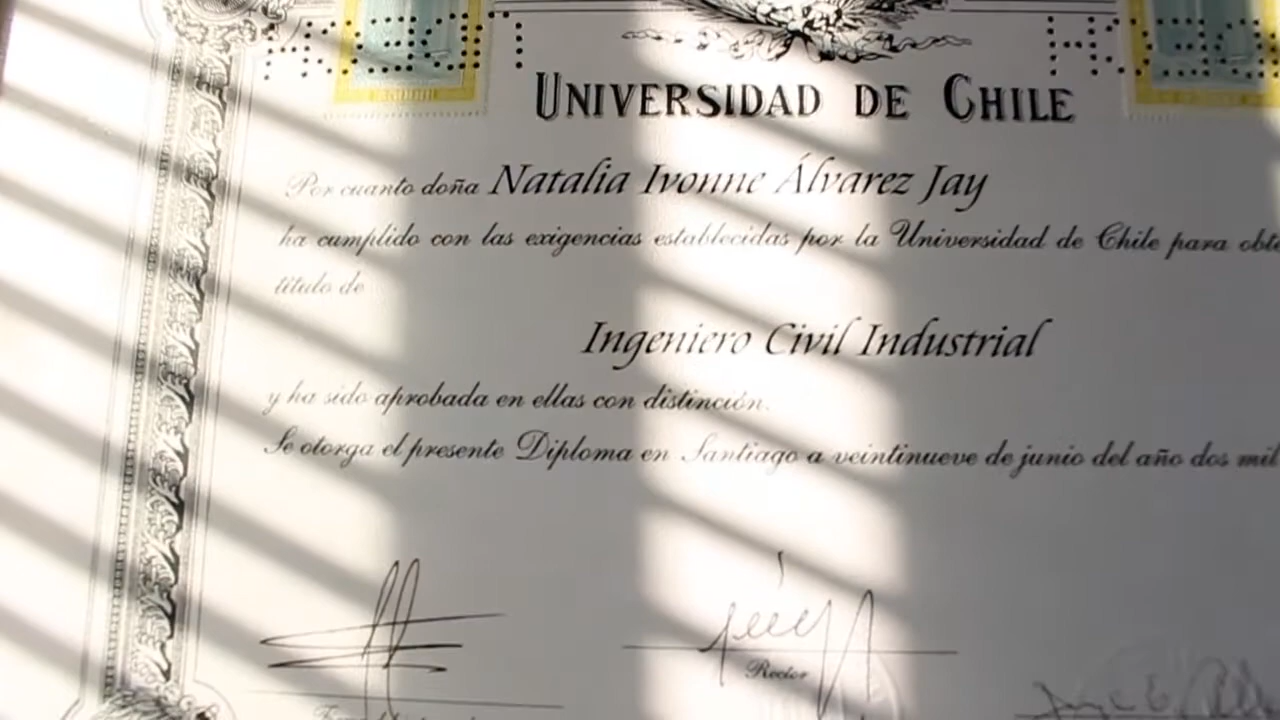 UNIVERSIDAD DE CHILE
Por cuanto doña Natalia Ivonne Álvarez Jay
ha cumplido con las exigencias establecidas por la Universidad de Chile para obte
título de
Ingeniero Civil Industrial
y ha sido aprobada en ellas con distinción.
Se otorga el presente Diploma en Santiago a veintinueve de junio del año dos mil
Rector